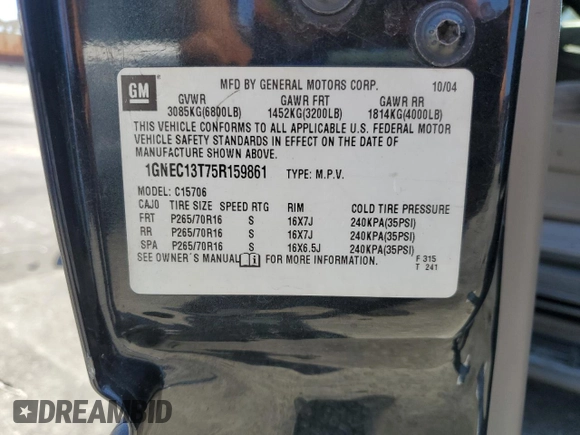 GM
MFD BY GENERAL MOTORS CORP. 10/04
GVWR GAWR FRT GAWR RR
3085KG(6800LB) 1452KG(3200LB) 1814KG(4000LB)
THIS VEHICLE CONFORMS TO ALL APPLICABLE U.S. FEDERAL MOTOR
VEHICLE SAFETY STANDARDS IN EFFECT ON THE DATE OF
MANUFACTURE SHOWN ABOVE.
1GNEC13T75R159861 TYPE: M.P.V.
MODEL: C15706
CAJ0 TIRE SIZE SPEED RTG RIM COLD TIRE PRESSURE
FRT P265/70R16 S 16X7J 240KPA(35PSI)
RR P265/70R16 S 16X7J 240KPA(35PSI)
SPA P265/70R16 S 16X6.5J 240KPA(35PSI)
SEE OWNER'S MANUAL FOR MORE INFORMATION.
F 315
T 241
DREAMBID